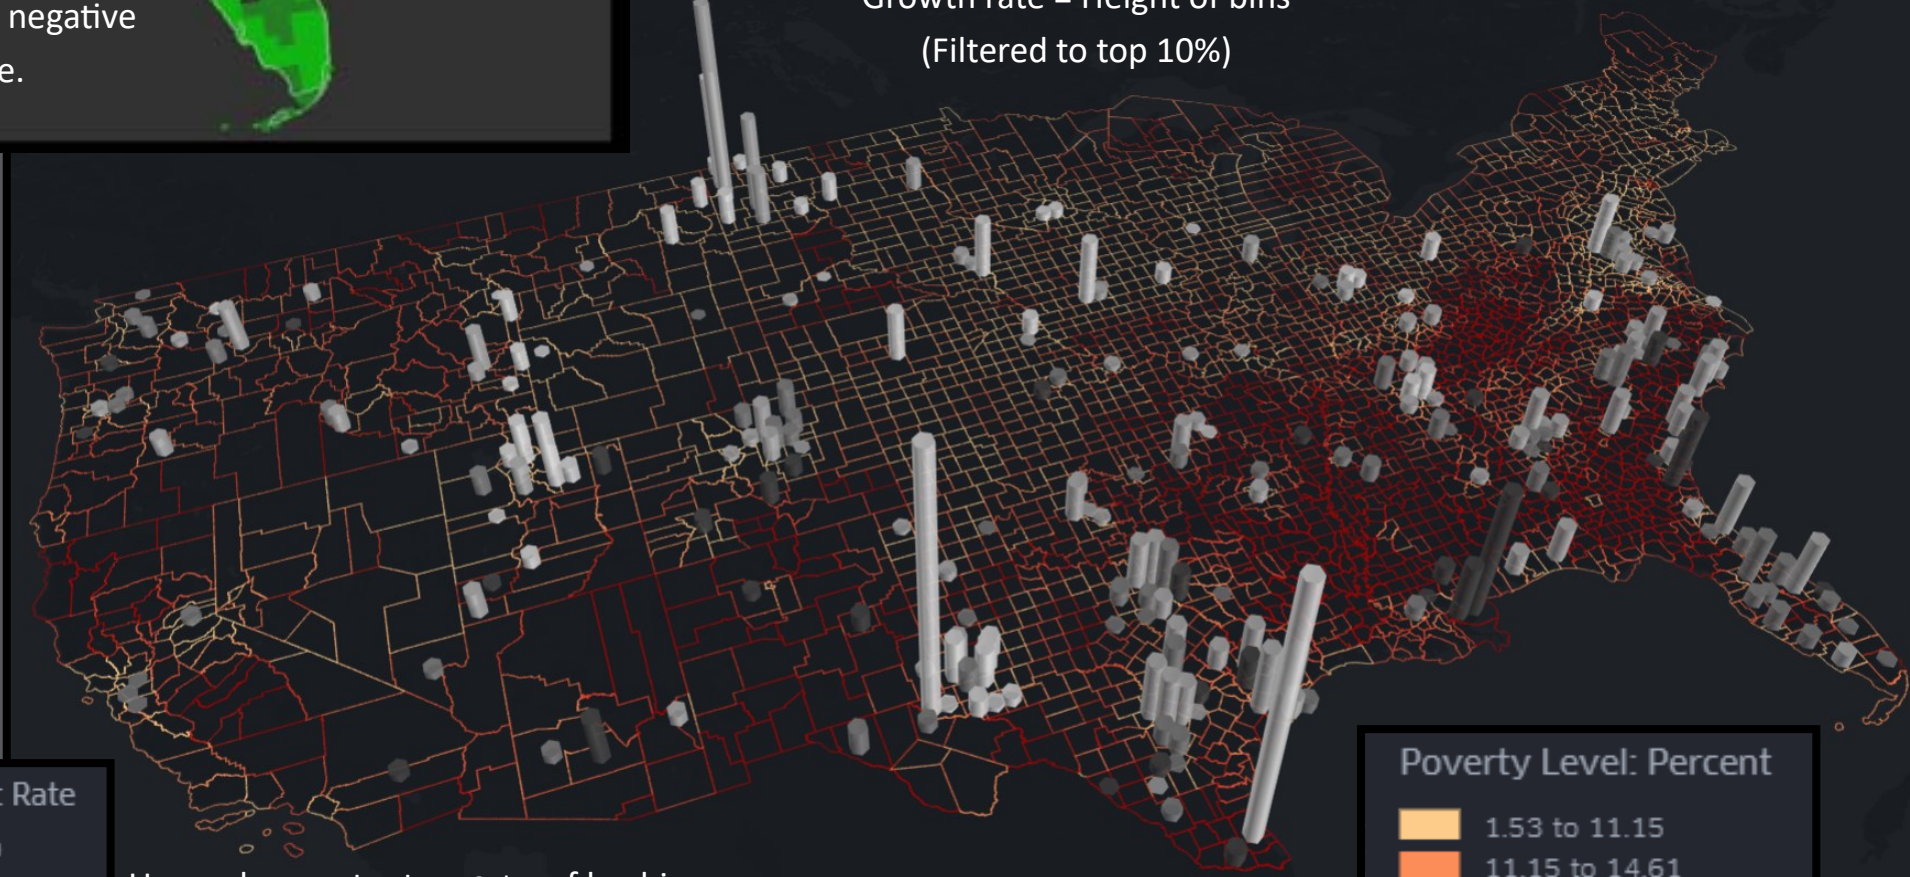 negative
e.
Growth rate = Height of bins
(Filtered to top 10%)
Rate
Poverty Level: Percent
1.53 to 11.15
11.15 to 14.61